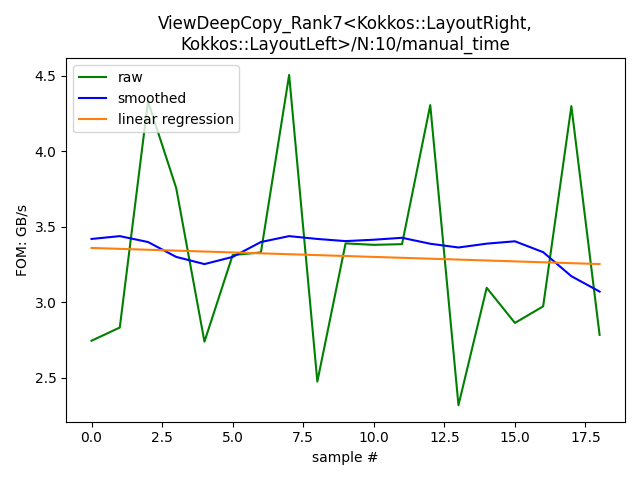 ViewDeepCopy_Rank7<Kokkos::LayoutRight,
Kokkos::LayoutLeft>/N:10/manual_time
raw
smoothed
linear regression
FOM: GB/s
4.5
4.0
3.5
3.0
2.5
0.0 2.5 5.0 7.5 10.0 12.5 15.0 17.5
sample #